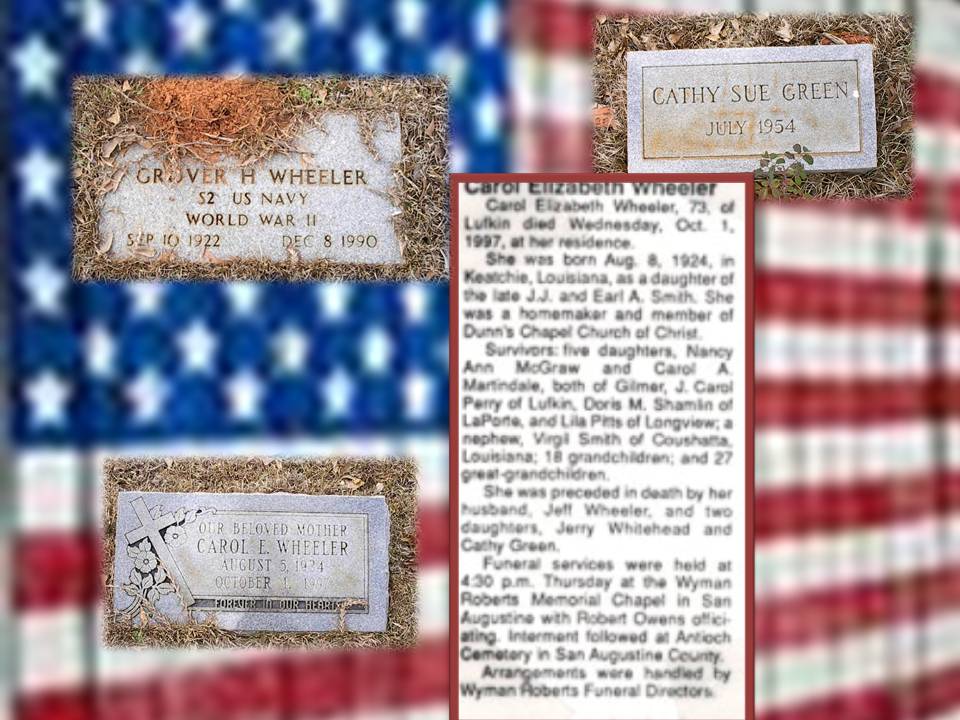 GROVER H WHEELER
S2 US NAVY
WORLD WAR II
SEP 10 1922 DEC 8 1990
CATHY SUE GREEN
JULY 1954
OUR BELOVED MOTHER
CAROL E. WHEELER
AUGUST 5, 1924
OCTOBER 1, 1997
FOREVER IN OUR HEARTS
Carol Elizabeth Wheeler
Carol Elizabeth Wheeler, 73, of
Lufkin died Wednesday, Oct. 1,
1997, at her residence.
She was born Aug. 8, 1924, in
Keatchie, Louisiana, as a daughter of
the late J.J. and Earl A. Smith. She
was a homemaker and member of
Dunn's Chapel Church of Christ.
Survivors: five daughters, Nancy
Ann McGraw and Carol A.
Martindale, both of Gilmer, J. Carol
Perry of Lufkin, Doris M. Shamlin of
LaPorte, and Lila Pitts of Longview; a
nephew, Virgil Smith of Coushatta,
Louisiana; 18 grandchildren; and 27
great-grandchildren.
She was preceded in death by her
husband, Jeff Wheeler, and two
daughters, Jerry Whitehead and
Cathy Green.
Funeral services were held at
4:30 p.m. Thursday at the Wyman
Roberts Memorial Chapel in San
Augustine with Robert Owens offici-
ating. Interment followed at Antioch
Cemetery in San Augustine County.
Arrangements were handled by
Wyman Roberts Funeral Directors.